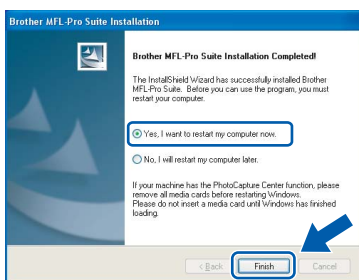 Brother MFL-Pro Suite Installation
Brother MFL-Pro Suite Installation Completed!
The InstallShield Wizard has successfully installed Brother
MFL-Pro Suite. Before you can use the program, you must
restart your computer.
Yes, I want to restart my computer now.
No, I will restart my computer later.
If your machine has the PhotoCapture Center function, please
remove all media cards before restarting Windows.
Please do not insert a media card until Windows has finished
loading.
< Back
Finish
Cancel